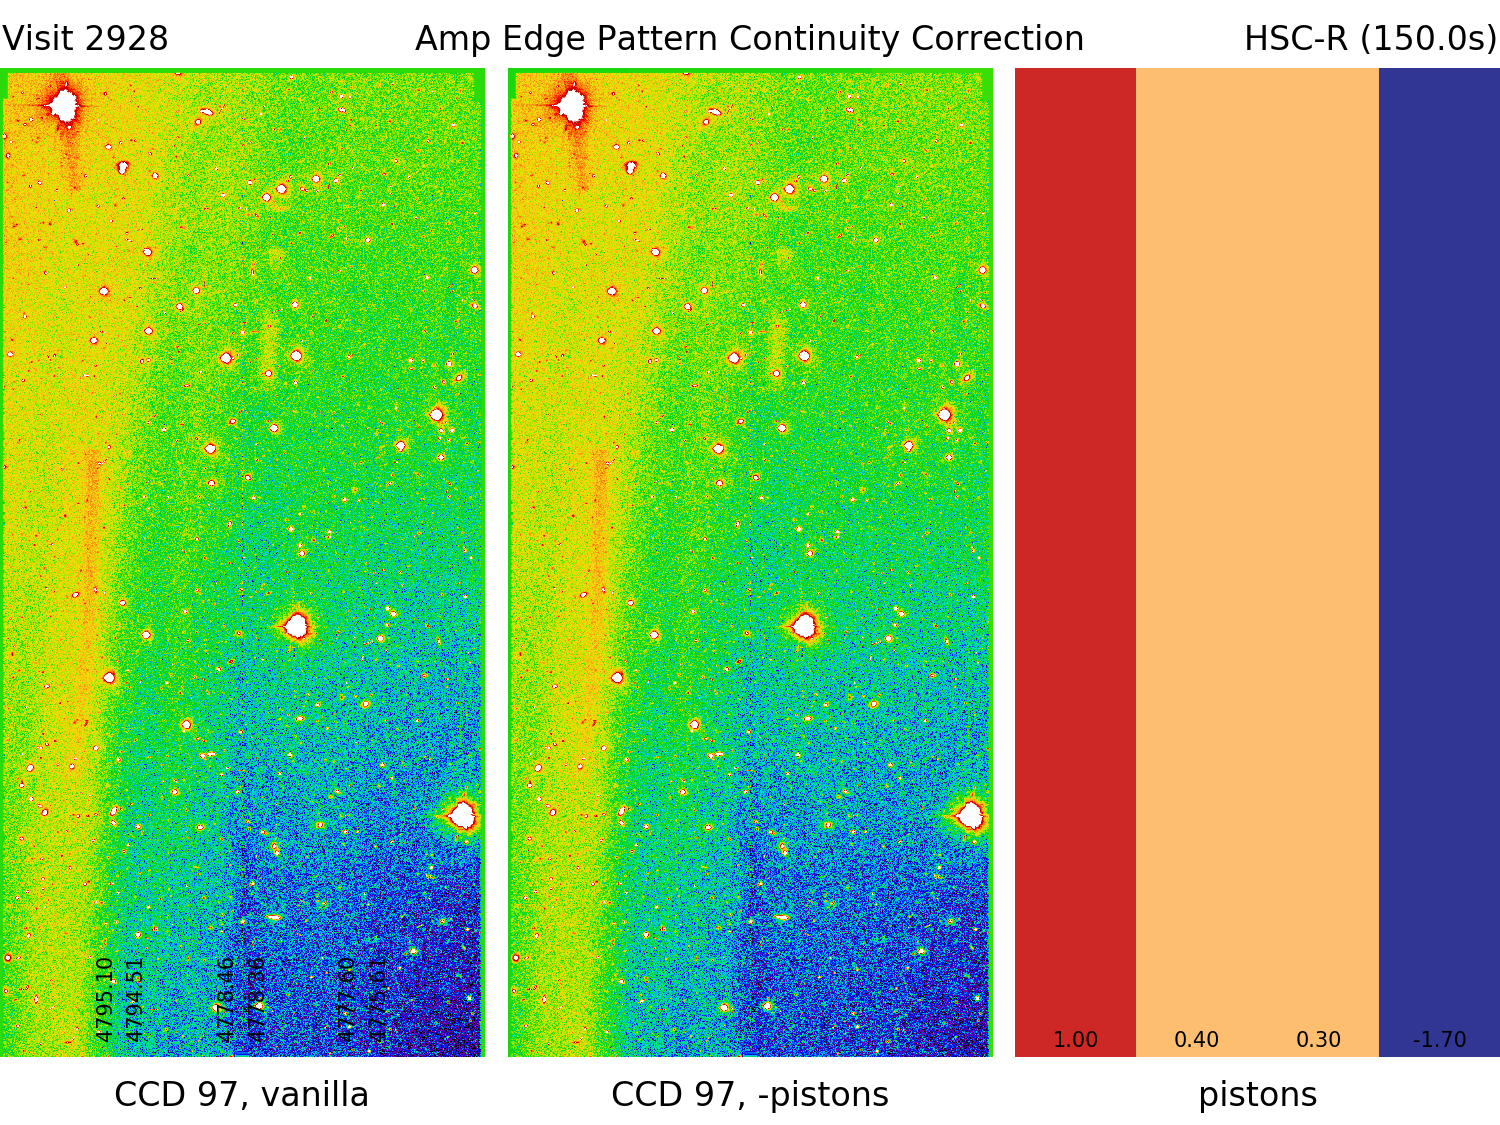 Visit 2928
Amp Edge Pattern Continuity Correction
HSC-R (150.0s)
4795.10
4794.51
4778.46
4778.36
4777.60
4775.61
1.00
0.40
0.30
-1.70
CCD 97, vanilla
CCD 97, -pistons
pistons